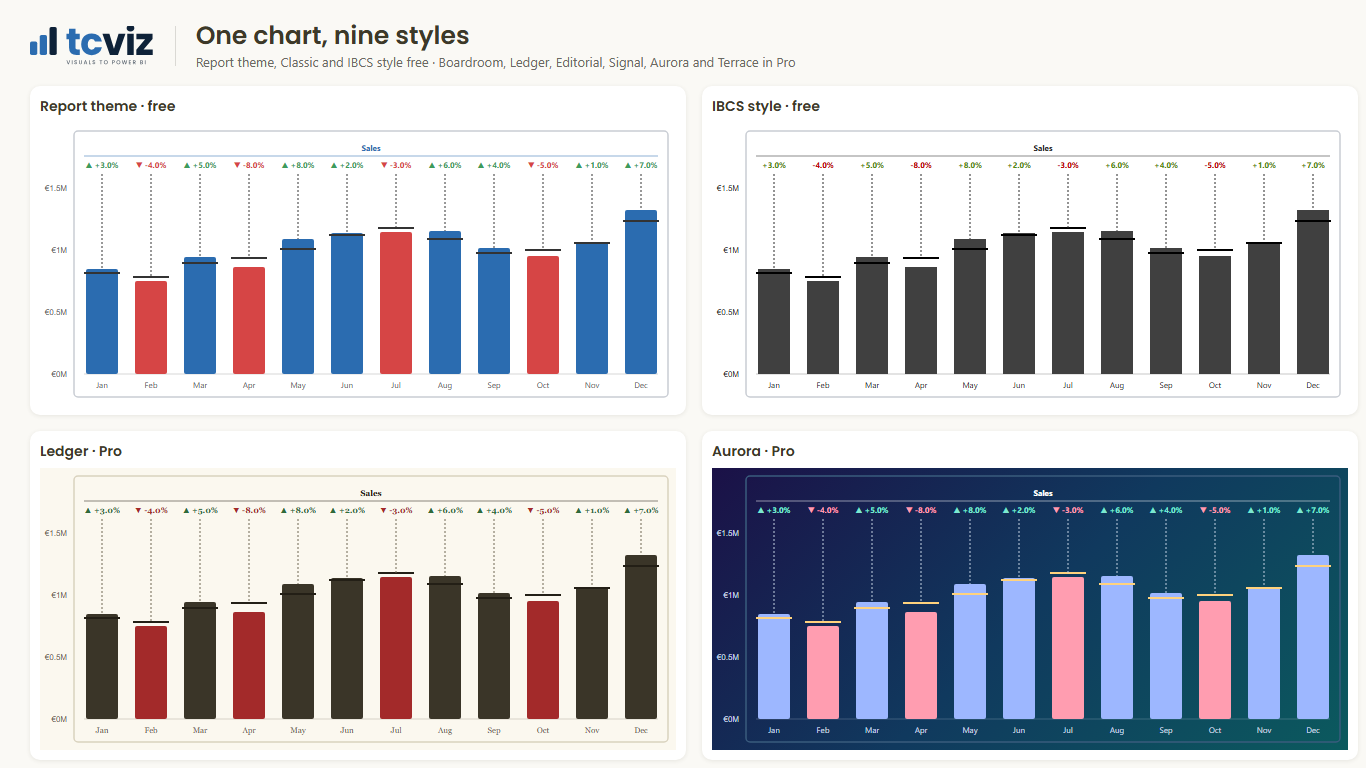 tcviz
VISUALS TO POWER BI
One chart, nine styles
Report theme, Classic and IBCS style free · Boardroom, Ledger, Editorial, Signal, Aurora and Terrace in Pro
Report theme · free
Sales
▲ +3.0% ▼ -4.0% ▲ +5.0% ▼ -8.0% ▲ +8.0% ▲ +2.0% ▼ -3.0% ▲ +6.0% ▲ +4.0% ▼ -5.0% ▲ +1.0% ▲ +7.0%
€1.5M
€1M
€0.5M
€0M
Jan Feb Mar Apr May Jun Jul Aug Sep Oct Nov Dec
IBCS style · free
Sales
+3.0% -4.0% +5.0% -8.0% +8.0% +2.0% -3.0% +6.0% +4.0% -5.0% +1.0% +7.0%
€1.5M
€1M
€0.5M
€0M
Jan Feb Mar Apr May Jun Jul Aug Sep Oct Nov Dec
Ledger · Pro
Sales
▲ +3.0% ▼ -4.0% ▲ +5.0% ▼ -8.0% ▲ +8.0% ▲ +2.0% ▼ -3.0% ▲ +6.0% ▲ +4.0% ▼ -5.0% ▲ +1.0% ▲ +7.0%
€1.5M
€1M
€0.5M
€0M
Jan Feb Mar Apr May Jun Jul Aug Sep Oct Nov Dec
Aurora · Pro
Sales
▲ +3.0% ▼ -4.0% ▲ +5.0% ▼ -8.0% ▲ +8.0% ▲ +2.0% ▼ -3.0% ▲ +6.0% ▲ +4.0% ▼ -5.0% ▲ +1.0% ▲ +7.0%
€1.5M
€1M
€0.5M
€0M
Jan Feb Mar Apr May Jun Jul Aug Sep Oct Nov Dec